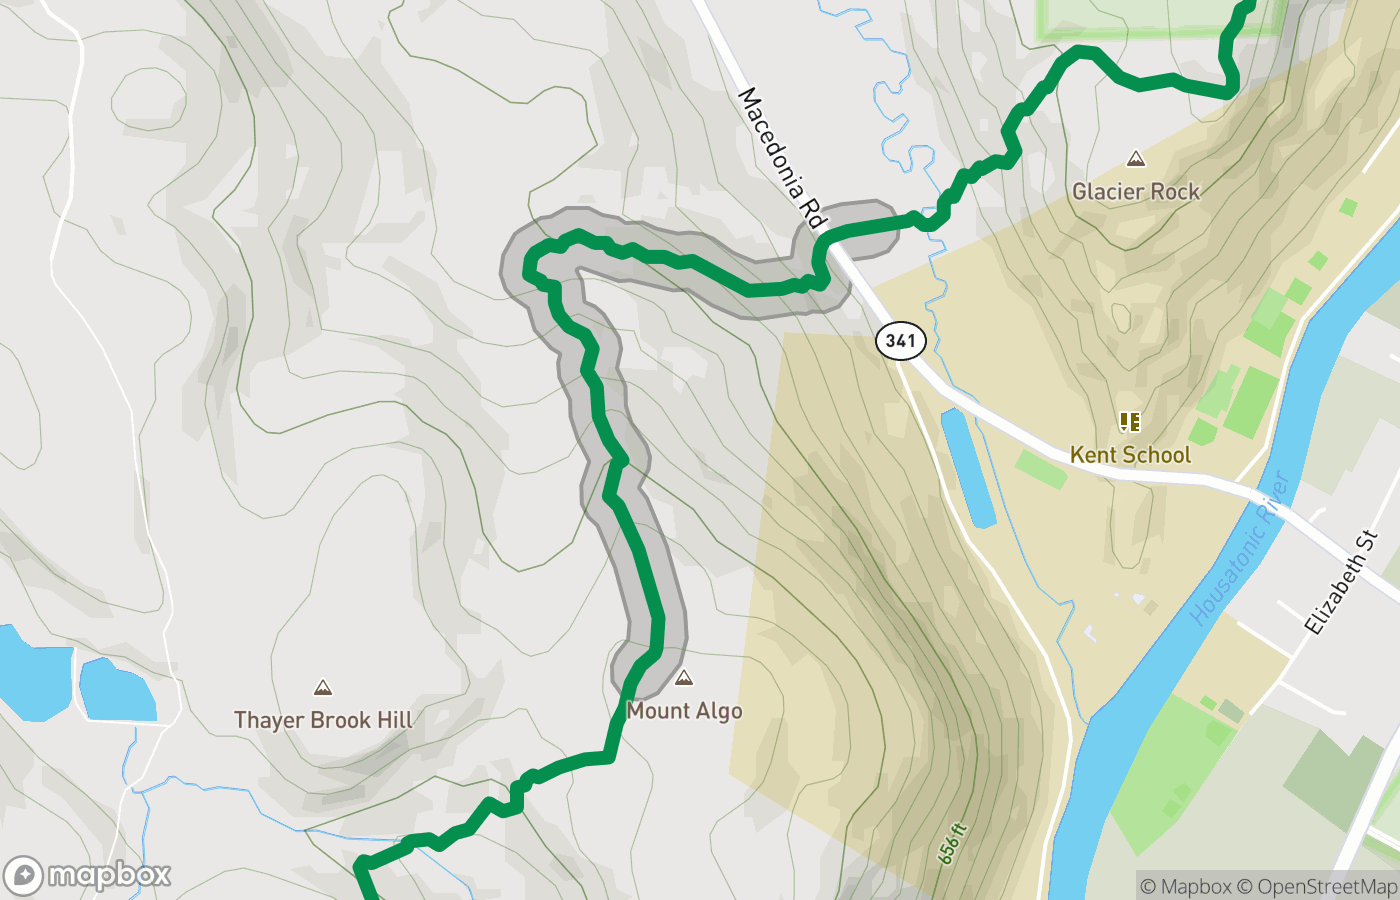 Macedonia Rd
Glacier Rock
341
Kent School
Housatonic River
Elizabeth St
Mount Algo
Thayer Brook Hill
656 ft
mapbox
© Mapbox © OpenStreetMap